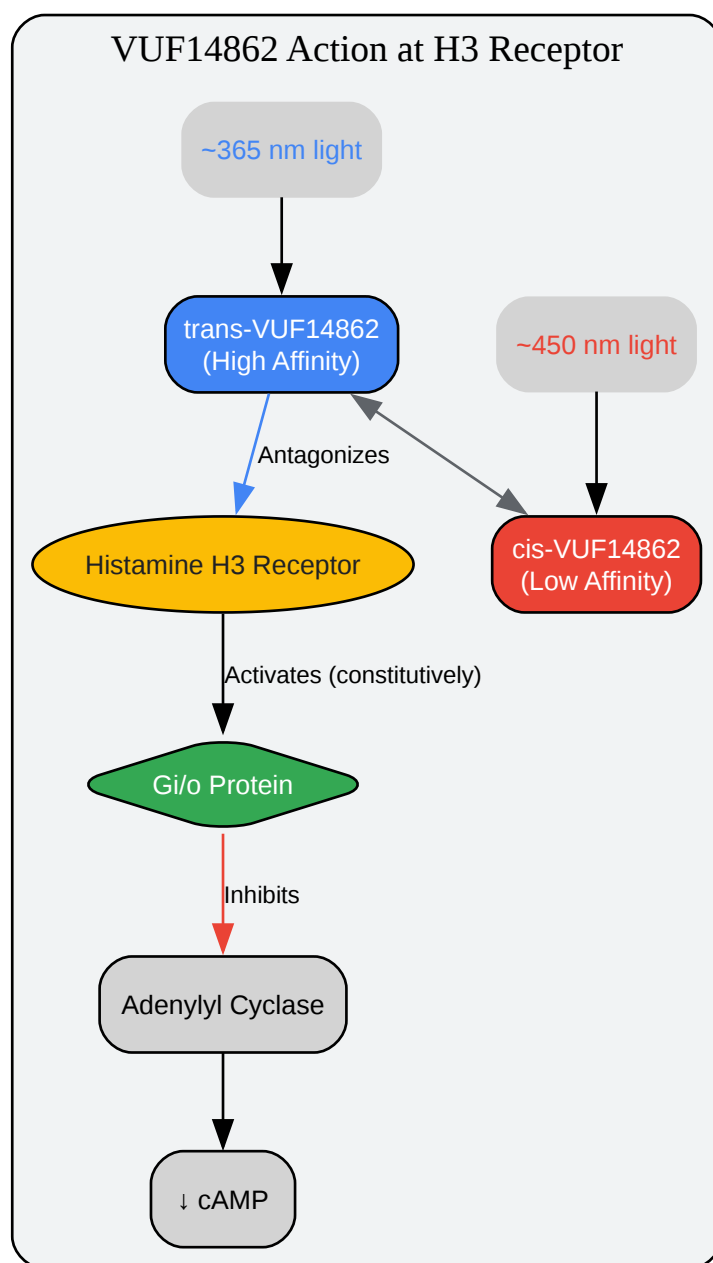 VUF14862 Action at H3 Receptor
~365 nm light
trans-VUF14862
(High Affinity)
~450 nm light
Antagonizes
Histamine H3 Receptor
cis-VUF14862
(Low Affinity)
Activates (constitutively)
Gi/o Protein
Inhibits
Adenylyl Cyclase
↓ cAMP